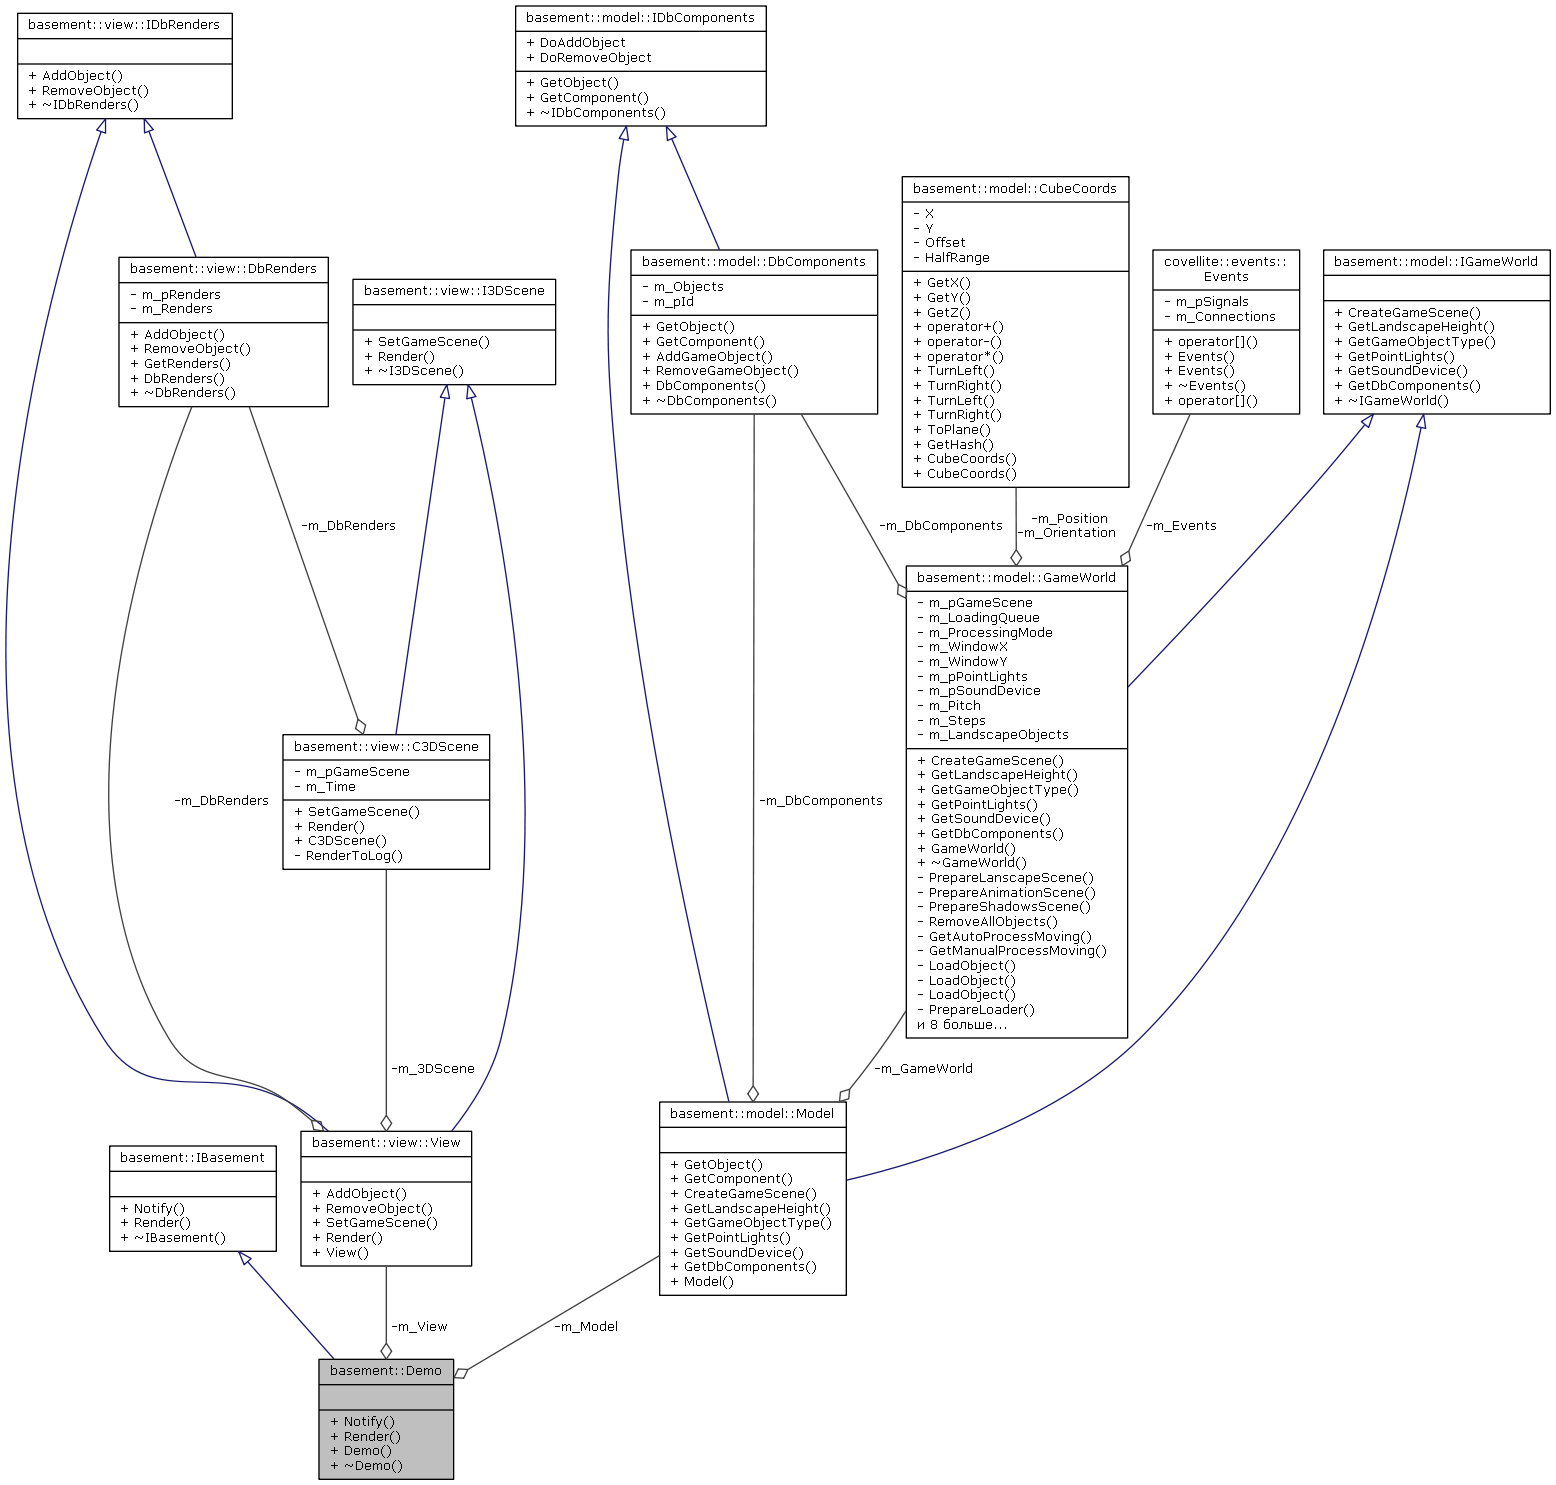 basement::view::IDbRenders
+ AddObject()
+ RemoveObject()
+ ~IDbRenders()
basement::model::IDbComponents
+ DoAddObject
+ DoRemoveObject
+ GetObject()
+ GetComponent()
+ ~IDbComponents()
basement::model::CubeCoords
- X
- Y
- Offset
- HalfRange
+ GetX()
+ GetY()
+ GetZ()
+ operator+()
+ operator-()
+ operator*()
+ TurnLeft()
+ TurnRight()
+ TurnLeft()
+ TurnRight()
+ ToPlane()
+ GetHash()
+ CubeCoords()
+ CubeCoords()
basement::view::DbRenders
- m_pRenders
- m_Renders
+ AddObject()
+ RemoveObject()
+ GetRenders()
+ DbRenders()
+ ~DbRenders()
basement::view::I3DScene
+ SetGameScene()
+ Render()
+ ~I3DScene()
basement::model::DbComponents
- m_Objects
- m_pId
+ GetObject()
+ GetComponent()
+ AddGameObject()
+ RemoveGameObject()
+ DbComponents()
+ ~DbComponents()
covellite::events::
Events
- m_pSignals
- m_Connections
+ operator[]()
+ Events()
+ Events()
+ ~Events()
+ operator[]()
basement::model::IGameWorld
+ CreateGameScene()
+ GetLandscapeHeight()
+ GetGameObjectType()
+ GetPointLights()
+ GetSoundDevice()
+ GetDbComponents()
+ ~IGameWorld()
-m_DbRenders
-m_DbComponents
-m_Position
-m_Orientation
-m_Events
basement::model::GameWorld
- m_pGameScene
- m_LoadingQueue
- m_ProcessingMode
- m_WindowX
- m_WindowY
- m_pPointLights
- m_pSoundDevice
- m_Pitch
- m_Steps
- m_LandscapeObjects
+ CreateGameScene()
+ GetLandscapeHeight()
+ GetGameObjectType()
+ GetPointLights()
+ GetSoundDevice()
+ GetDbComponents()
+ GameWorld()
+ ~GameWorld()
- PrepareLanscapeScene()
- PrepareAnimationScene()
- PrepareShadowsScene()
- RemoveAllObjects()
- GetAutoProcessMoving()
- GetManualProcessMoving()
- LoadObject()
- LoadObject()
- LoadObject()
- PrepareLoader()
и 8 больше...
basement::view::C3DScene
- m_pGameScene
- m_Time
+ SetGameScene()
+ Render()
+ C3DScene()
- RenderToLog()
-m_DbRenders
-m_DbComponents
-m_3DScene
-m_GameWorld
basement::model::Model
+ GetObject()
+ GetComponent()
+ CreateGameScene()
+ GetLandscapeHeight()
+ GetGameObjectType()
+ GetPointLights()
+ GetSoundDevice()
+ GetDbComponents()
+ Model()
basement::view::View
+ AddObject()
+ RemoveObject()
+ SetGameScene()
+ Render()
+ View()
basement::IBasement
+ Notify()
+ Render()
+ ~IBasement()
-m_View
-m_Model
basement::Demo
+ Notify()
+ Render()
+ Demo()
+ ~Demo()